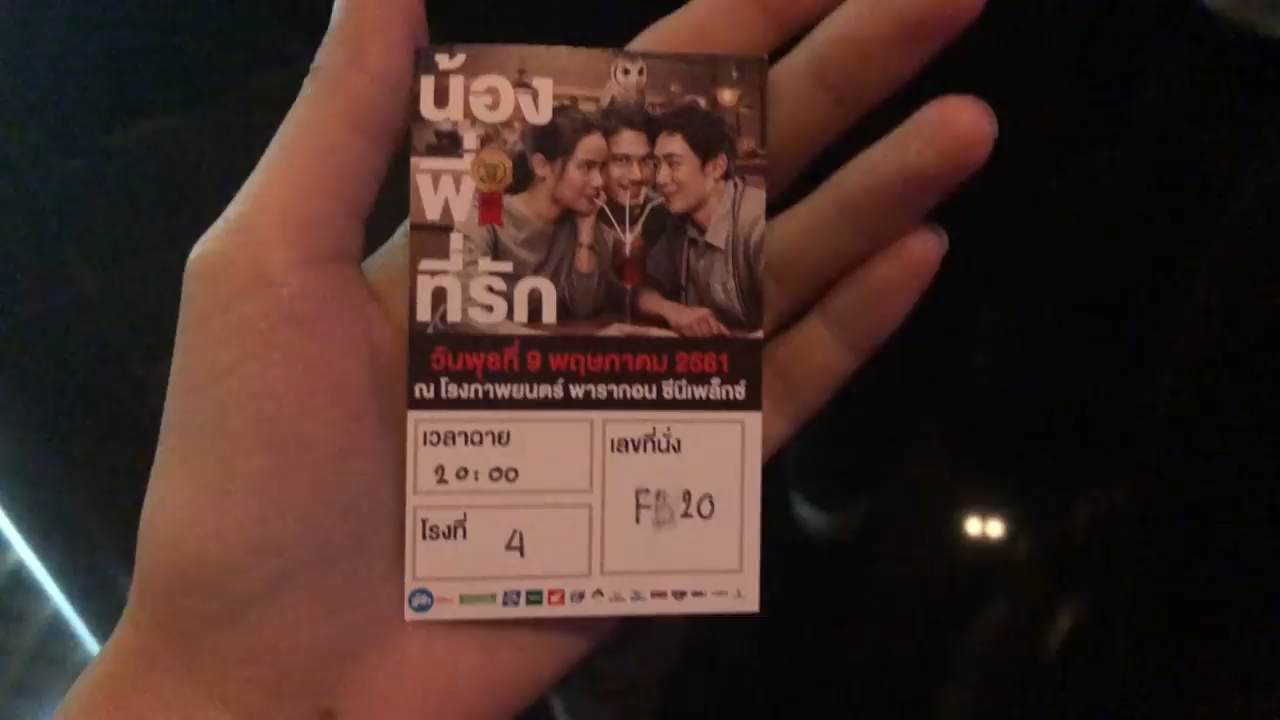 น้อง
พี่
ที่รัก
วันพุธที่ 9 พฤษภาคม 2561
ณ โรงภาพยนตร์ พารากอน ซีนีเพล็กซ์
เวลาฉาย
20:00
เลขที่นั่ง
FB20
โรงที่
4